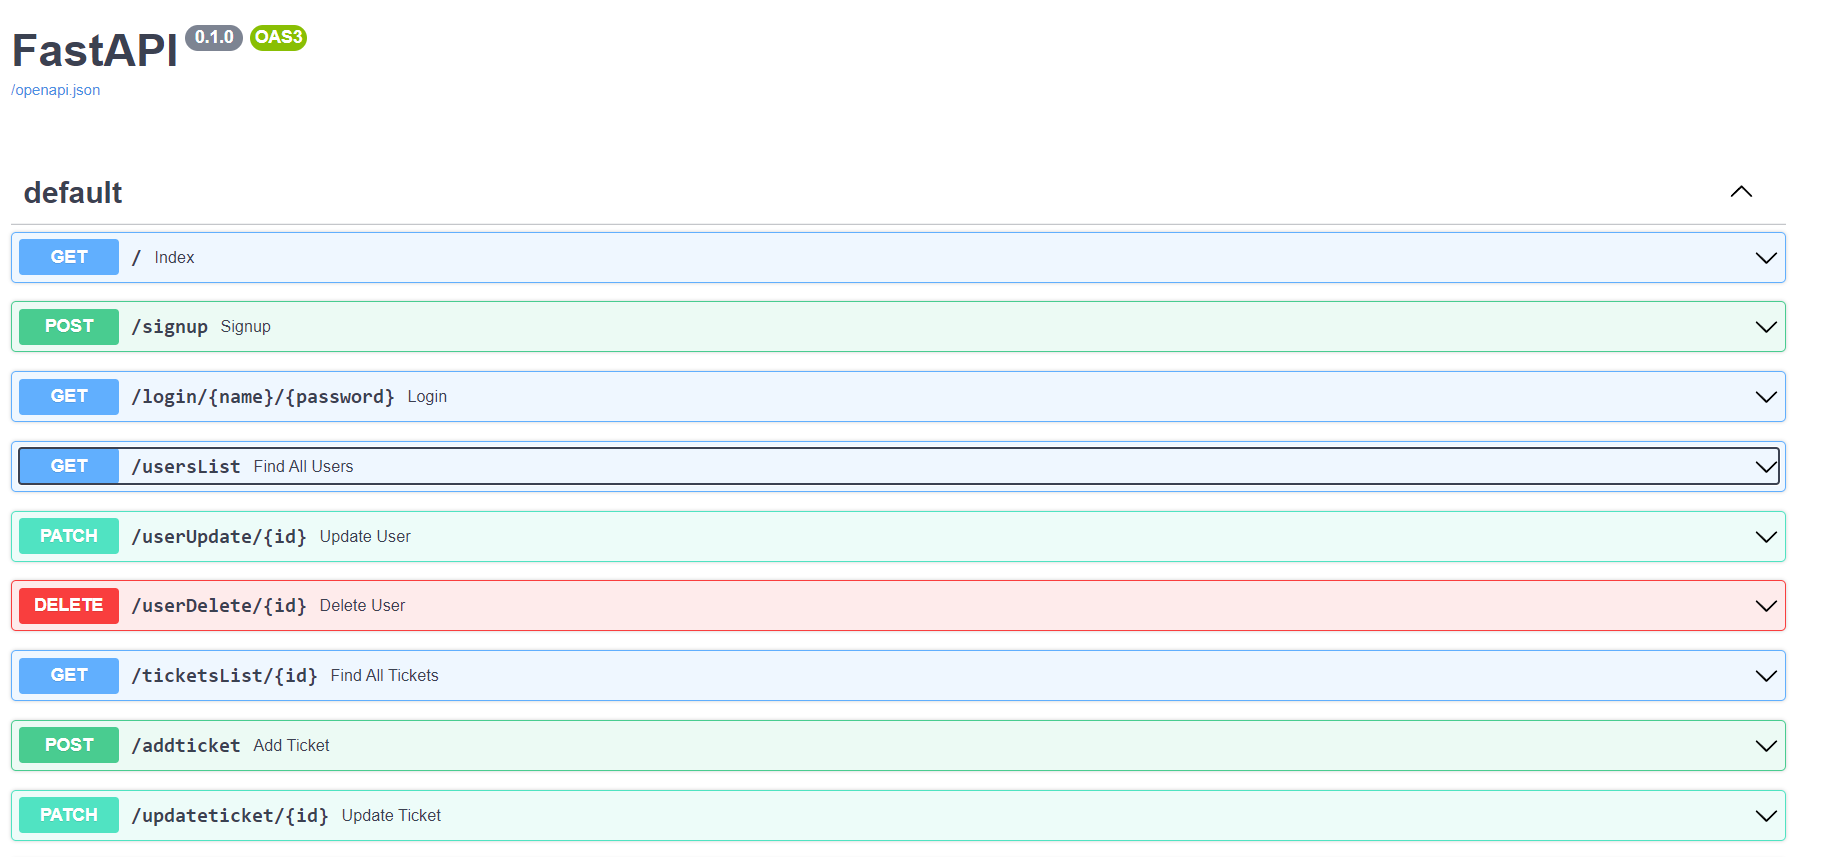 FastAPI 0.1.0 OAS3
/openapi.json
default
GET / Index
POST /signup Signup
GET /login/{name}/{password} Login
GET /usersList Find All Users
PATCH /userUpdate/{id} Update User
DELETE /userDelete/{id} Delete User
GET /ticketsList/{id} Find All Tickets
POST /addticket Add Ticket
PATCH /updateticket/{id} Update Ticket